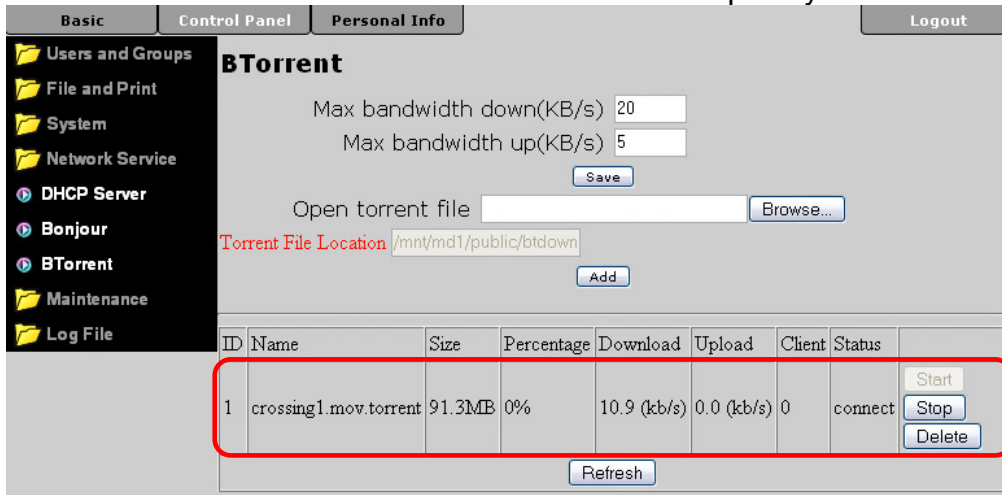 Basic Control Panel Personal Info Logout
Users and Groups
File and Print
System
Network Service
DHCP Server
Bonjour
BTorrent
Maintenance
Log File
BTorrent
Max bandwidth down(KB/s) 20
Max bandwidth up(KB/s) 5
Save
Open torrent file Browse...
Torrent File Location /mnt/md1/public/btdown
Add
ID Name Size Percentage Download Upload Client Status
1 crossing1.mov.torrent 91.3MB 0% 10.9 (kb/s) 0.0 (kb/s) 0 connect Start
Stop
Delete
Refresh